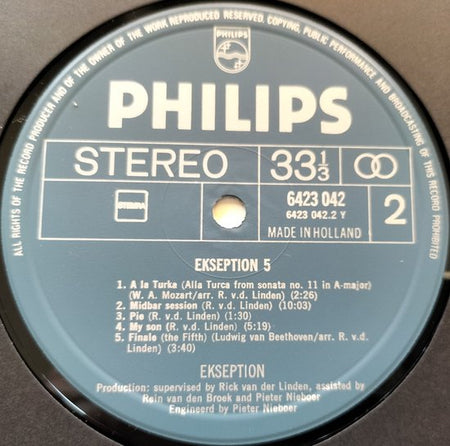 ALL RIGHTS OF THE RECORD PRODUCER AND OF THE OWNER OF THE WORK REPRODUCED RESERVED. COPYING, PUBLIC PERFORMANCE AND BROADCASTING OF THIS RECORD PROHIBITED
PHILIPS
PHILIPS
STEREO 33 1/3
STEMRA
6423 042
6423 042.2 Y
MADE IN HOLLAND
2
EKSEPTION 5
1. A la Turka (Alla Turca from sonata no. 11 in A-major)
(W. A. Mozart/arr. R. v.d. Linden) (2:26)
2. Midbar session (R. v.d. Linden) (10:03)
3. Pie (R. v.d. Linden) (1:30)
4. My son (R. v.d. Linden) (5:19)
5. Finale (the Fifth) (Ludwig van Beethoven/arr. R. v.d.
Linden) (3:40)
EKSEPTION
Production: supervised by Rick van der Linden, assisted by
Rein van den Broek and Pieter Nieboer
Engineerd by Pieter Nieboer